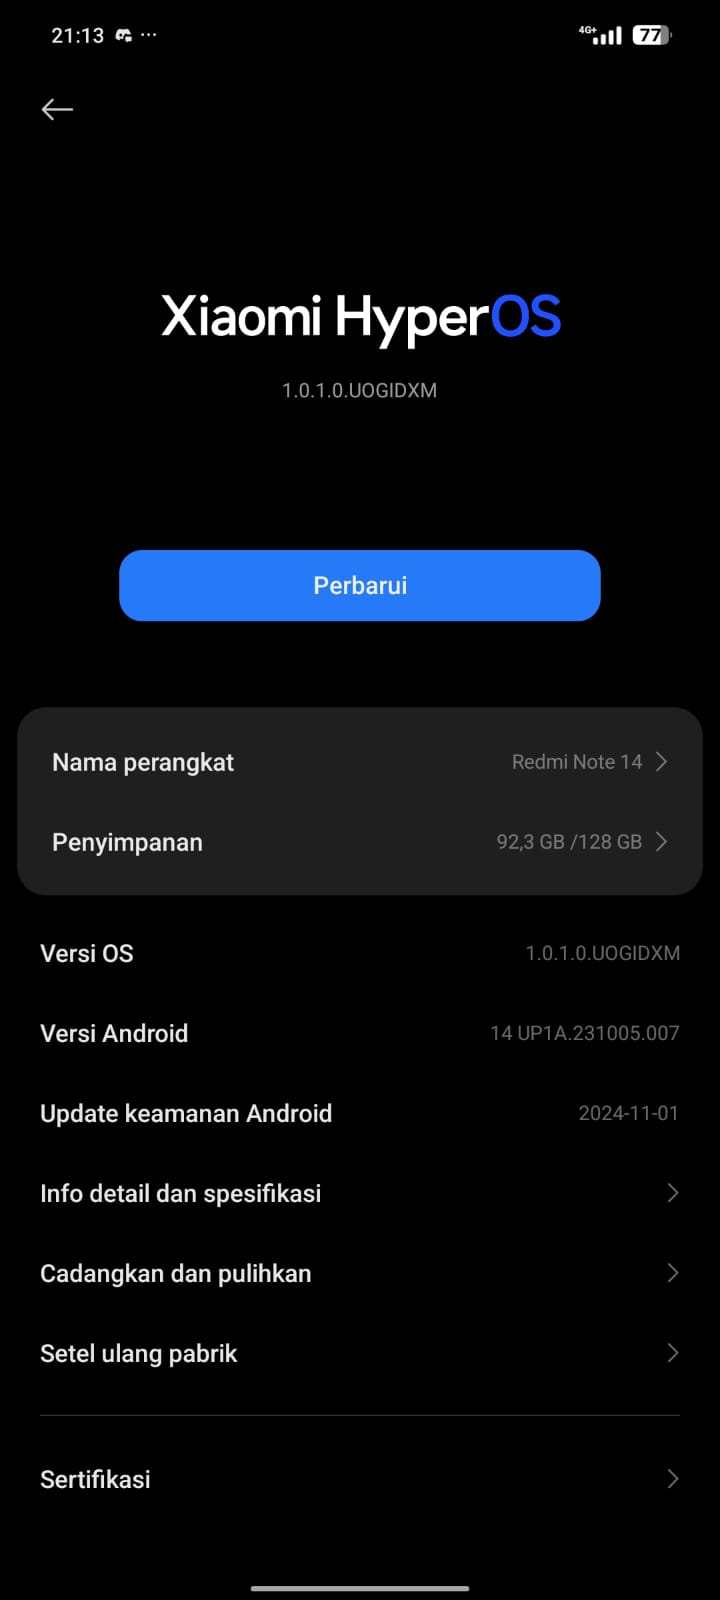 21:13 ...
4G+ 77
Xiaomi HyperOS
1.0.1.0.UOGIDXM
Perbarui
Nama perangkat Redmi Note 14
Penyimpanan 92,3 GB /128 GB
Versi OS 1.0.1.0.UOGIDXM
Versi Android 14 UP1A.231005.007
Update keamanan Android 2024-11-01
Info detail dan spesifikasi
Cadangkan dan pulihkan
Setel ulang pabrik
Sertifikasi